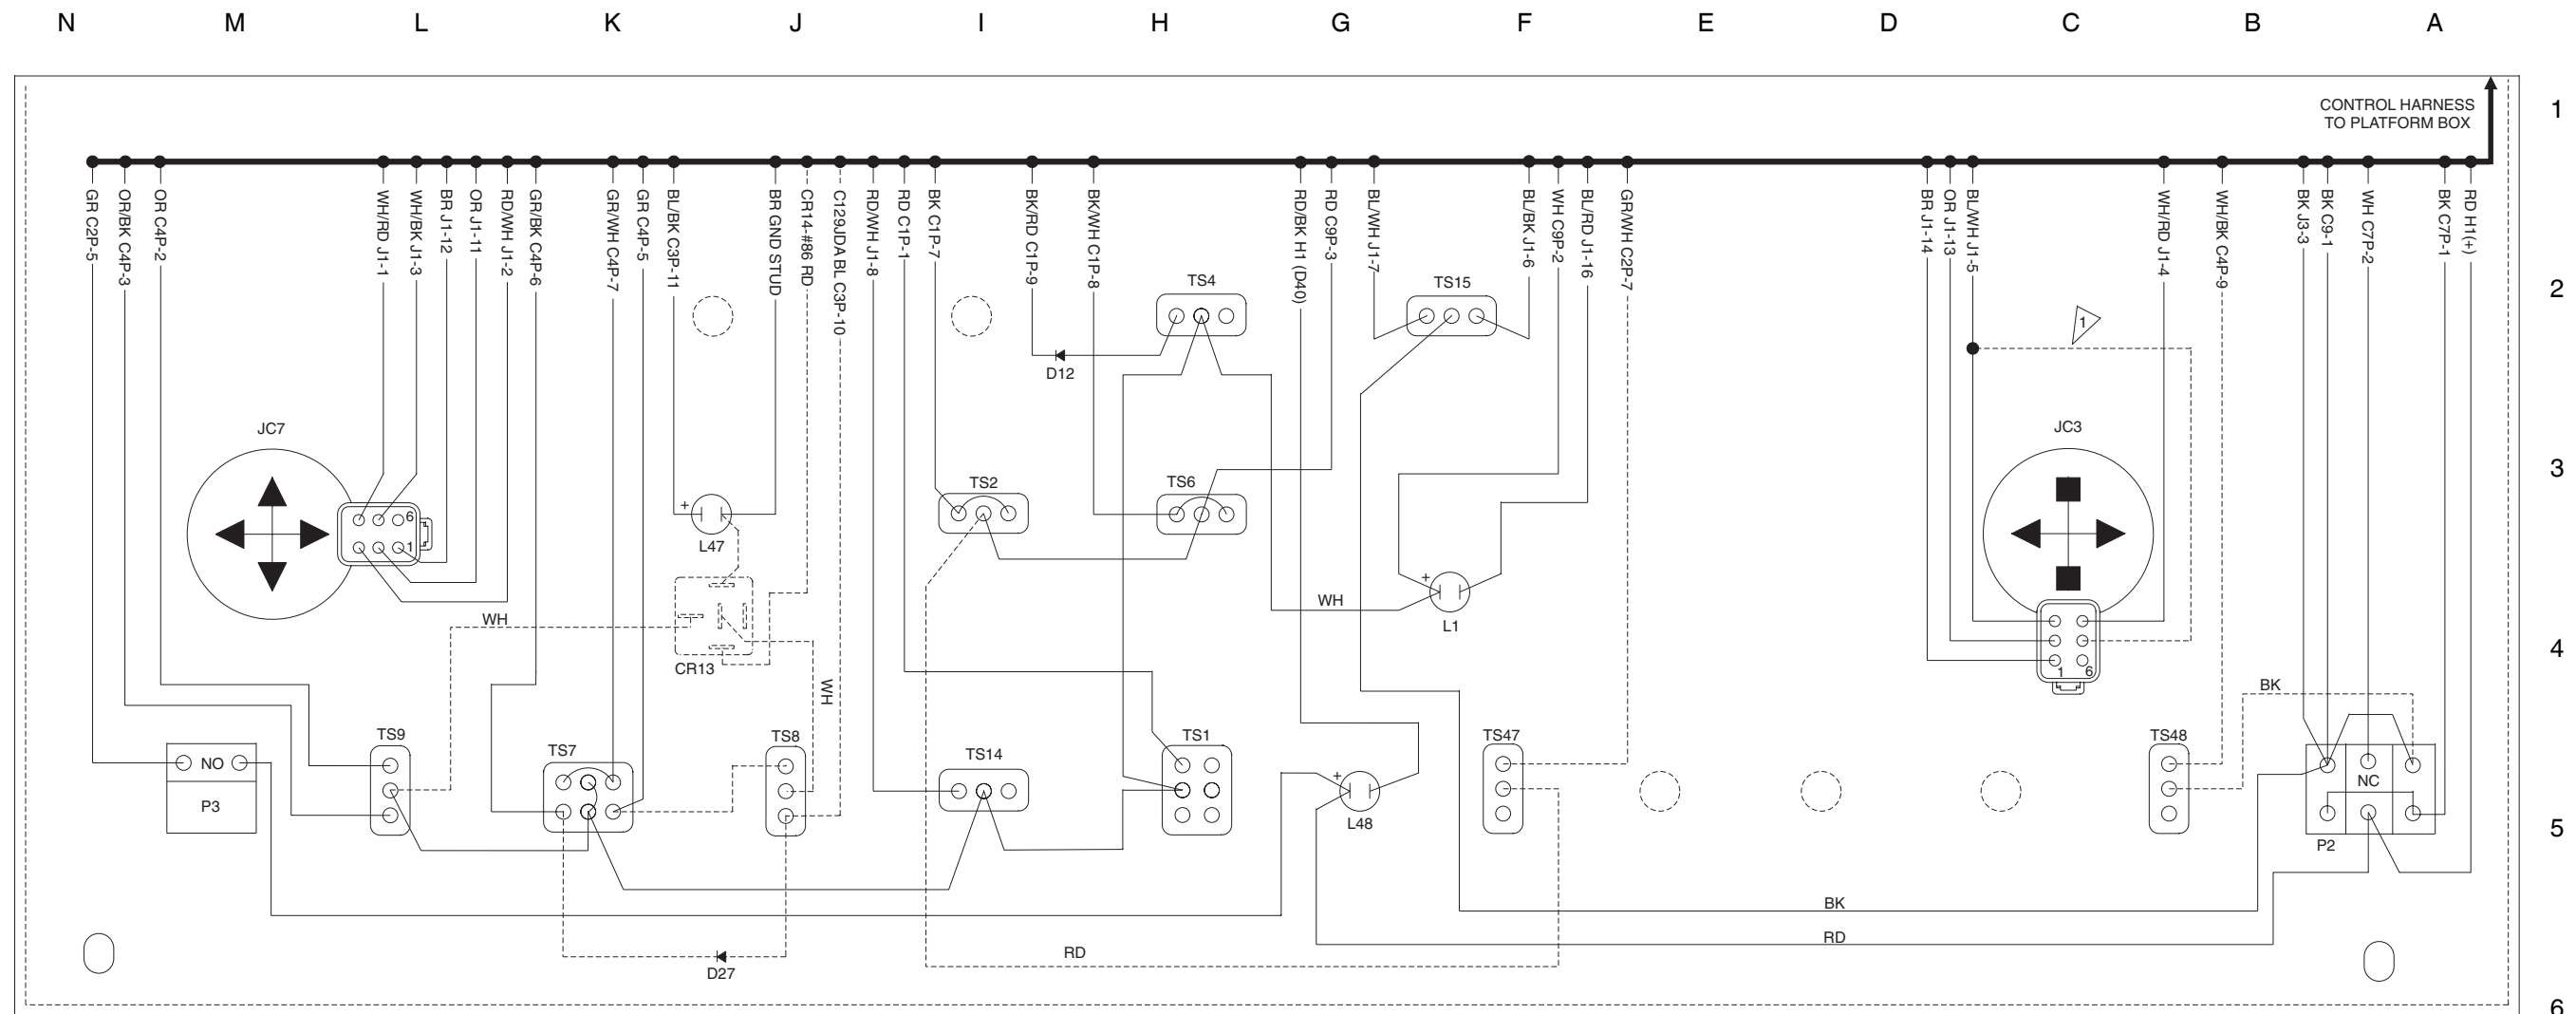 N M L K J I H G F E D C B A
1
CONTROL HARNESS
TO PLATFORM BOX
GR C2P-5
OR/BK C4P-3
OR C4P-2
WH/RD J1-1
WH/BK J1-3
BR J1-12
OR J1-11
RD/WH J1-2
GR/BK C4P-6
GR/WH C4P-7
GR C4P-5
BL/BK C3P-11
BR GND STUD
CR14-#86 RD
C129JDA BL C3P-10
RD/WH J1-8
RD C1P-1
BK C1P-7
BK/RD C1P-9
BK/WH C1P-8
RD/BK H1 (D40)
RD C9P-3
BL/WH J1-7
BL/BK J1-6
WH C9P-2
BL/RD J1-16
GR/WH C2P-7
BR J1-14
OR J1-13
BL/WH J1-5
WH/RD J1-4
WH/BK C4P-9
BK J3-3
BK C9-1
WH C7P-2
BK C7P-1
RD H1(+)
TS4
TS15
2
1
D12
JC7
JC3
3
TS2
TS6
6
1
+
L47
+
L1
WH
WH
CR13
WH
4
1 6
BK
TS9
TS7
TS8
TS14
TS1
TS47
TS48
NO
P3
+
L48
NC
P2
5
BK
RD
RD
D27
6